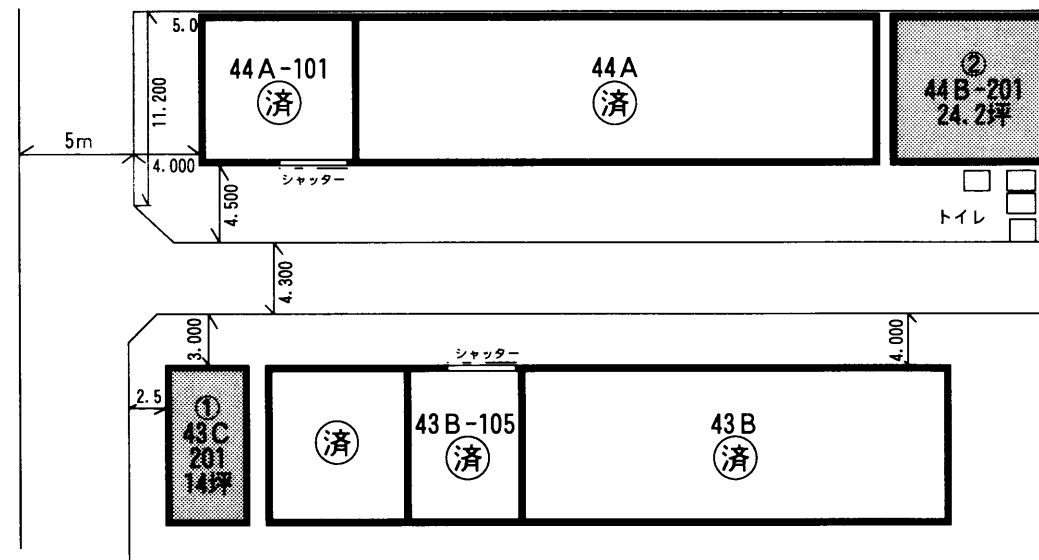 5.0
44A-101
済
44A
済
②
44B-201
24.2坪
11.200
5m
4.000
シャッター
4.500
トイレ
4.300
3.000
4.000
シャッター
2.5
①
43C
201
14坪
済
43B-105
済
43B
済